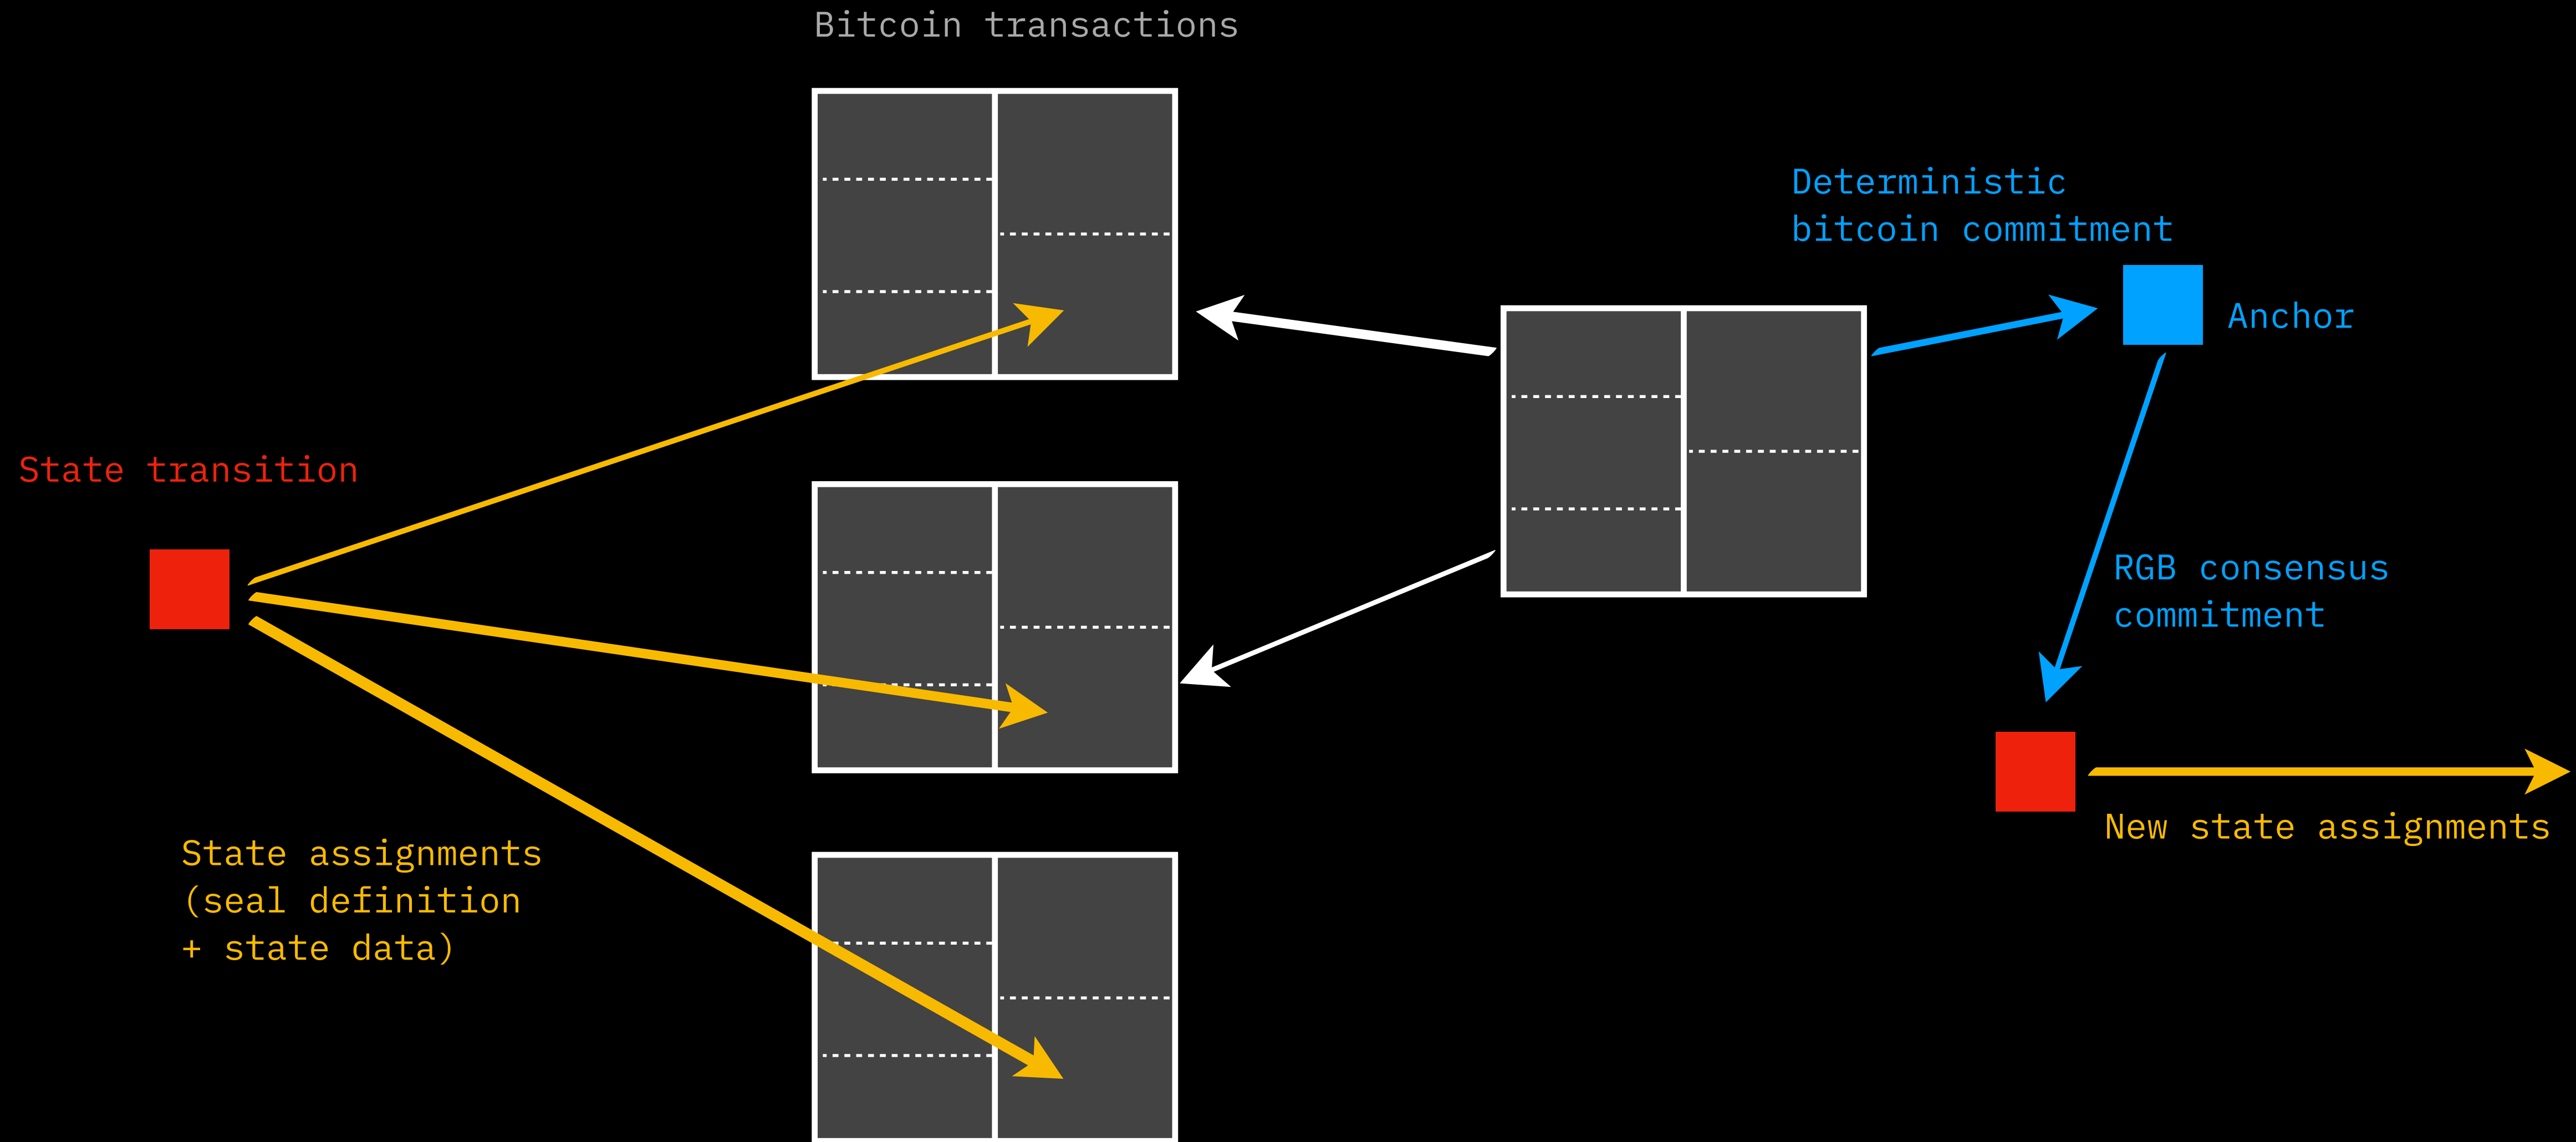 Bitcoin transactions
Deterministic
bitcoin commitment
Anchor
State transition
RGB consensus
commitment
State assignments
(seal definition
+ state data)
New state assignments